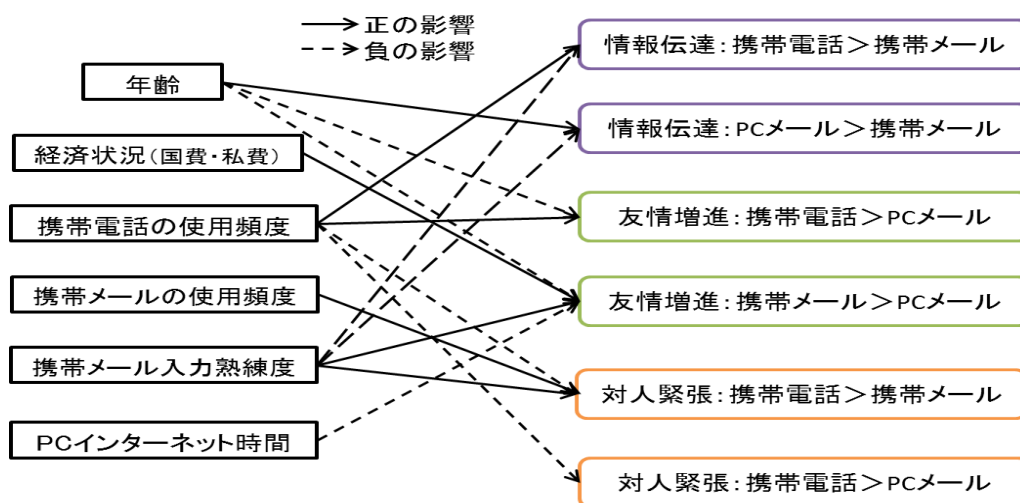 正の影響
負の影響
年齢
経済状況(国費・私費)
携帯電話の使用頻度
携帯メールの使用頻度
携帯メール入力熟練度
PCインターネット時間
情報伝達:携帯電話>携帯メール
情報伝達:PCメール>携帯メール
友情増進:携帯電話>PCメール
友情増進:携帯メール>PCメール
対人緊張:携帯電話>携帯メール
対人緊張:携帯電話>PCメール